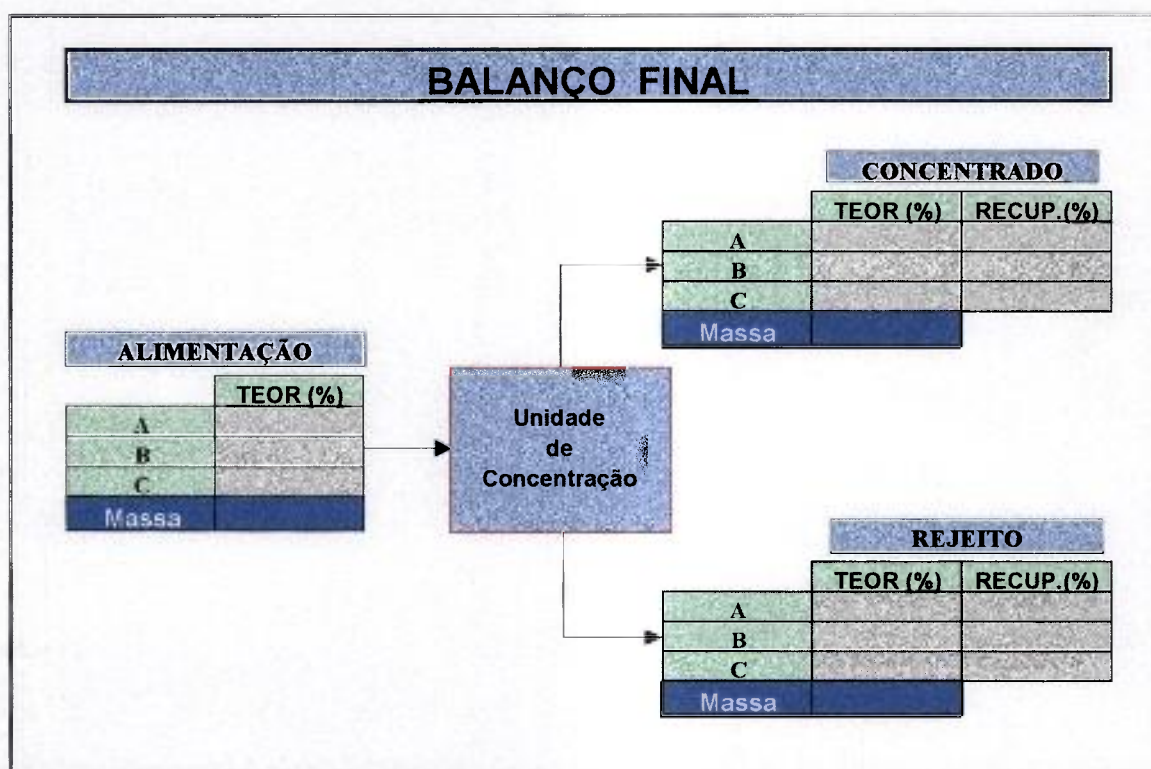 BALANÇO FINAL
CONCENTRADO
TEOR (%) RECUP.(%)
A
B
C
Massa
ALIMENTAÇÃO
TEOR (%)
A
B
C
Massa
Unidade
de
Concentração
REJEITO
TEOR (%) RECUP.(%)
A
B
C
Massa